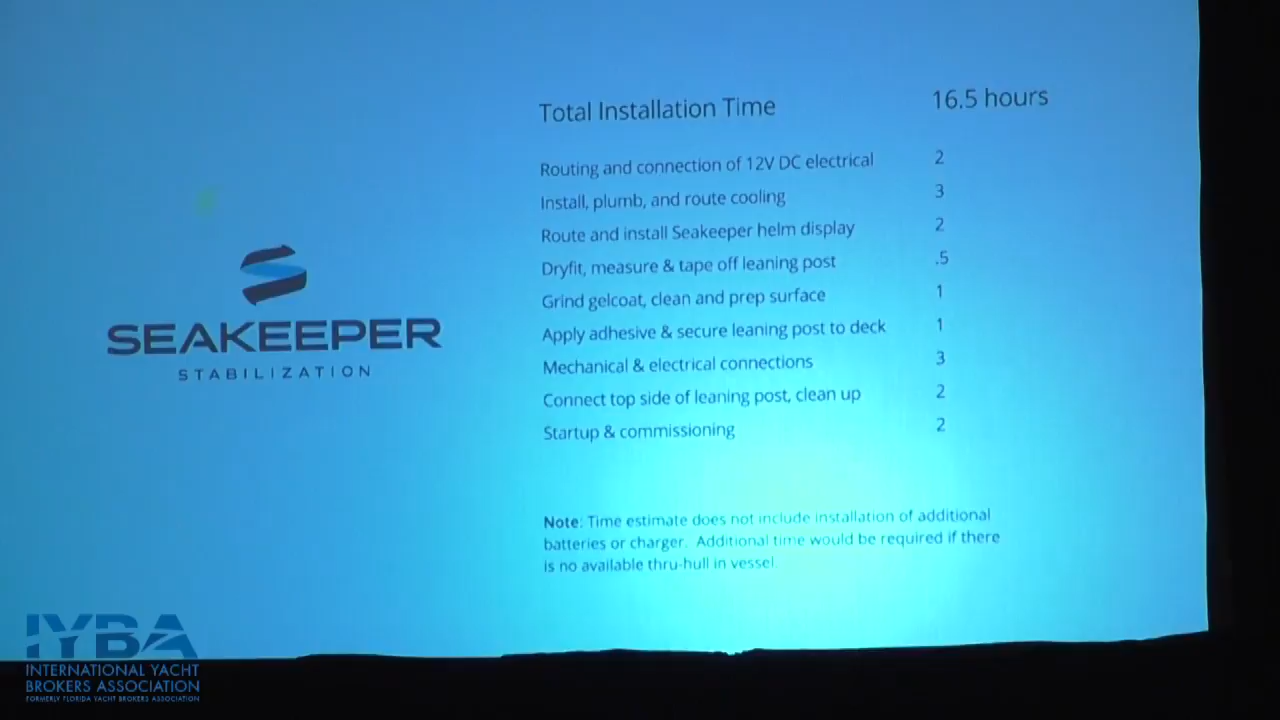 Total Installation Time 16.5 hours
Routing and connection of 12V DC electrical 2
Install, plumb, and route cooling 3
Route and install Seakeeper helm display 2
Dryfit, measure & tape off leaning post .5
Grind gelcoat, clean and prep surface 1
Apply adhesive & secure leaning post to deck 1
Mechanical & electrical connections 3
Connect top side of leaning post, clean up 2
Startup & commissioning 2
Note: Time estimate does not include installation of additional
batteries or charger. Additional time would be required if there
is no available thru-hull in vessel.
SEAKEEPER
STABILIZATION
IYBA
INTERNATIONAL YACHT
BROKERS ASSOCIATION
FORMERLY FLORIDA YACHT BROKERS ASSOCIATION